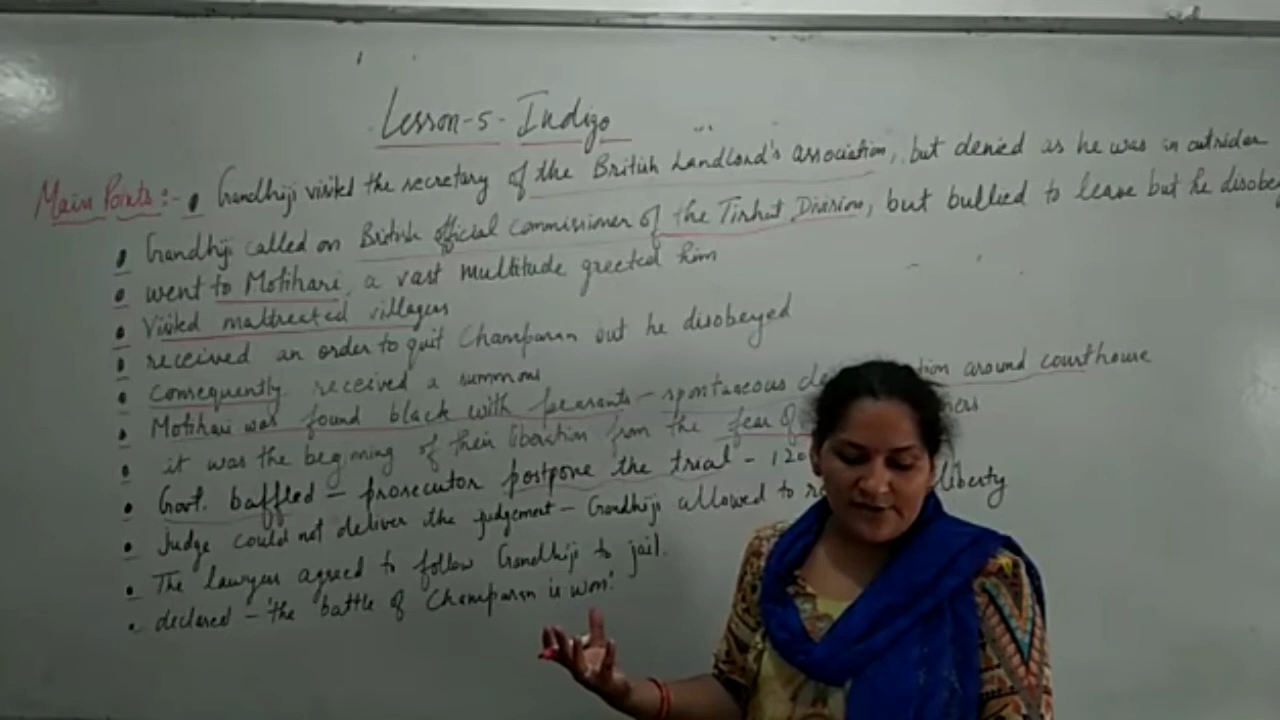 Lesson-5- Indigo
Main Points:- • Gandhiji visited the secretary of the British Landlord's association, but denied as he was an outsider
• Gandhiji called on British official commissioner of the Tirhut Division, but bullied to leave but he disobe
• went to Motihari, a vast multitude greeted him
• Visited maltreated villagers
• received an order to quit Champaran but he disobeyed
• Consequently received a summons
• Motihari was found black with peasants - spontaneous tion around courthouse
• it was the beginning of their liberation from the fear of
• Govt. baffled - prosecutor postpone the trial - 120
• Judge could not deliver the judgement - Gandhiji allowed to liberty
• The lawyers agreed to follow Gandhiji to jail.
• declared - 'the battle of Champaran is won'